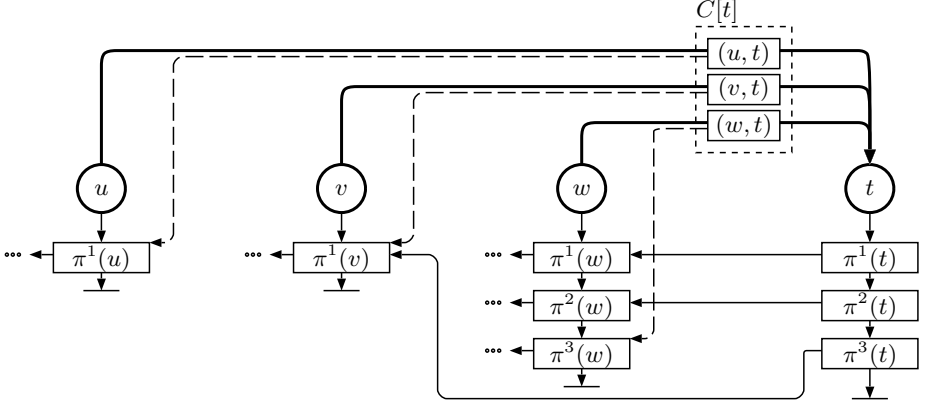 C[t]
(u, t)
(v, t)
(w, t)
u
v
w
t
π¹(u)
π¹(v)
π¹(w)
π¹(t)
π²(w)
π²(t)
π³(w)
π³(t)